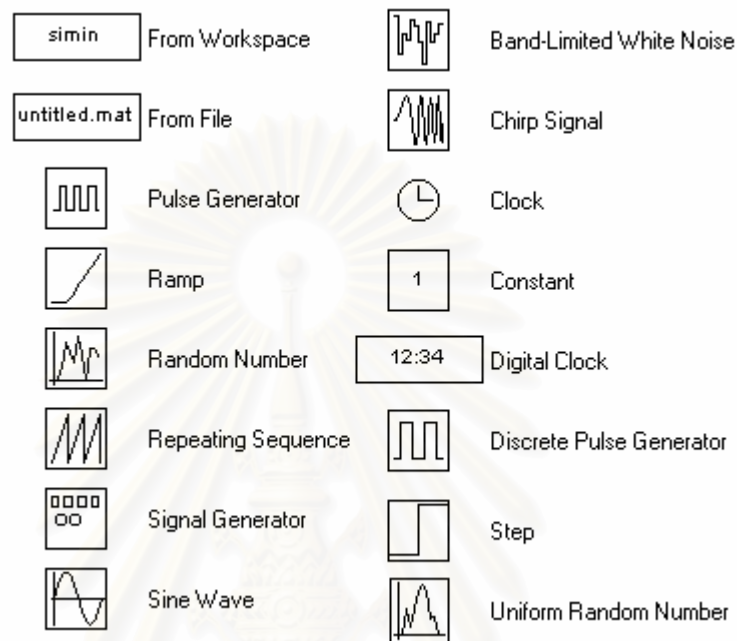 simin From Workspace
Band-Limited White Noise
untitled.mat From File
Chirp Signal
Pulse Generator
Clock
Ramp
1 Constant
Random Number
12:34 Digital Clock
Repeating Sequence
Discrete Pulse Generator
Signal Generator
Step
Sine Wave
Uniform Random Number